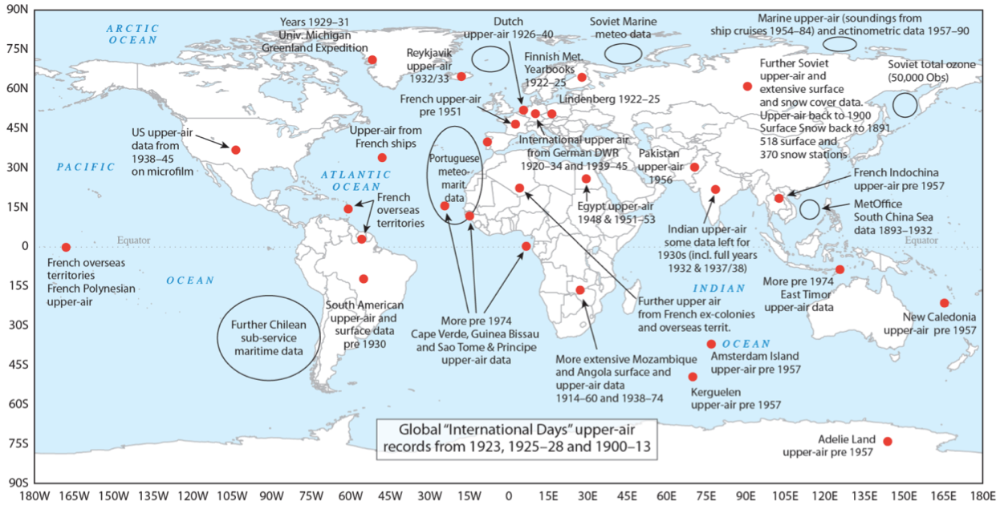 90N
75N
60N
45N
30N
15N
0
15S
30S
45S
60S
75S
90S
ARCTIC
OCEAN
Years 1929–31
Univ. Michigan
Greenland Expedition
Reykjavik
upper-air
1932/33
Dutch
upper-air 1926–40
Soviet Marine
meteo data
Marine upper-air (soundings from
ship cruises 1954–84) and actinometric data 1957–90
Finnish Met.
Yearbooks
1922–25
Further Soviet
upper-air and
extensive surface
and snow cover data.
Upper-air back to 1900
Surface Snow back to 1891
518 surface and
370 snow stations
Soviet total ozone
(50,000 Obs)
French upper-air
pre 1951
Lindenberg 1922–25
US upper-air
data from
1938–45
on microfilm
Upper-air from
French ships
International upper air
from German DWR
1920–34 and 1939–45
Pakistan
upper-air
1956
PACIFIC
ATLANTIC
OCEAN
Portuguese
meteo-
marit.
data
French
overseas
territories
Egypt upper-air
1948 & 1951–53
French Indochina
upper-air pre 1957
MetOffice
South China Sea
data 1893–1932
Indian upper-air
some data left for
1930s (incl. full years
1932 & 1937/38)
Equator
Equator
French overseas
territories
French Polynesian
upper-air
OCEAN
INDIAN
OCEAN
South American
upper-air and
surface data
pre 1930
Further Chilean
sub-service
maritime data
More pre 1974
Cape Verde, Guinea Bissau
and Sao Tome & Principe
upper-air data
Further upper air
from French ex-colonies
and overseas territ.
More pre 1974
East Timor
upper-air data
New Caledonia
upper-air pre 1957
More extensive Mozambique
and Angola surface and
upper-air data
1914–60 and 1938–74
Amsterdam Island
upper-air pre 1957
Kerguelen
upper-air pre 1957
Global “International Days” upper-air
records from 1923, 1925–28 and 1900–13
Adelie Land
upper-air pre 1957
180W 170W 120W 105W 90W 75W 60W 45W 30W 15W 0 15E 30E 45E 60E 75E 90E 105E 120E 135E 150E 165E 180E